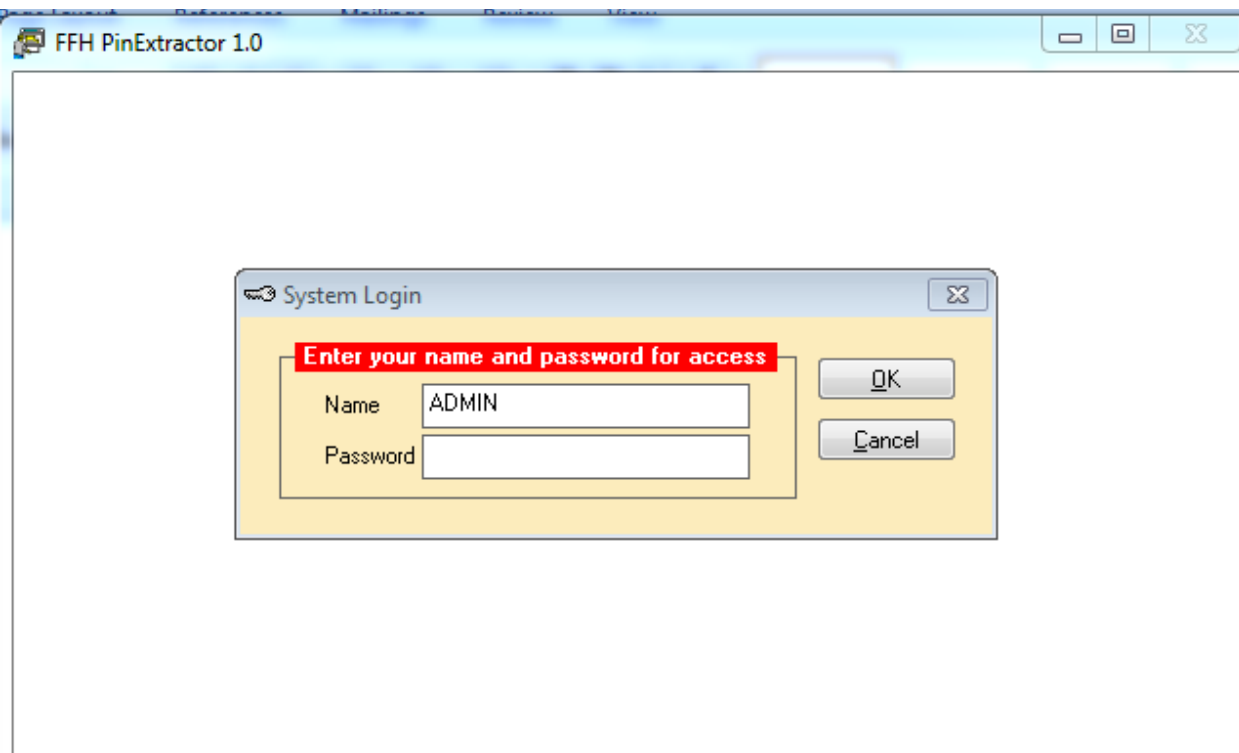 FFH PinExtractor 1.0
System Login
Enter your name and password for access
Name ADMIN
Password
OK
Cancel